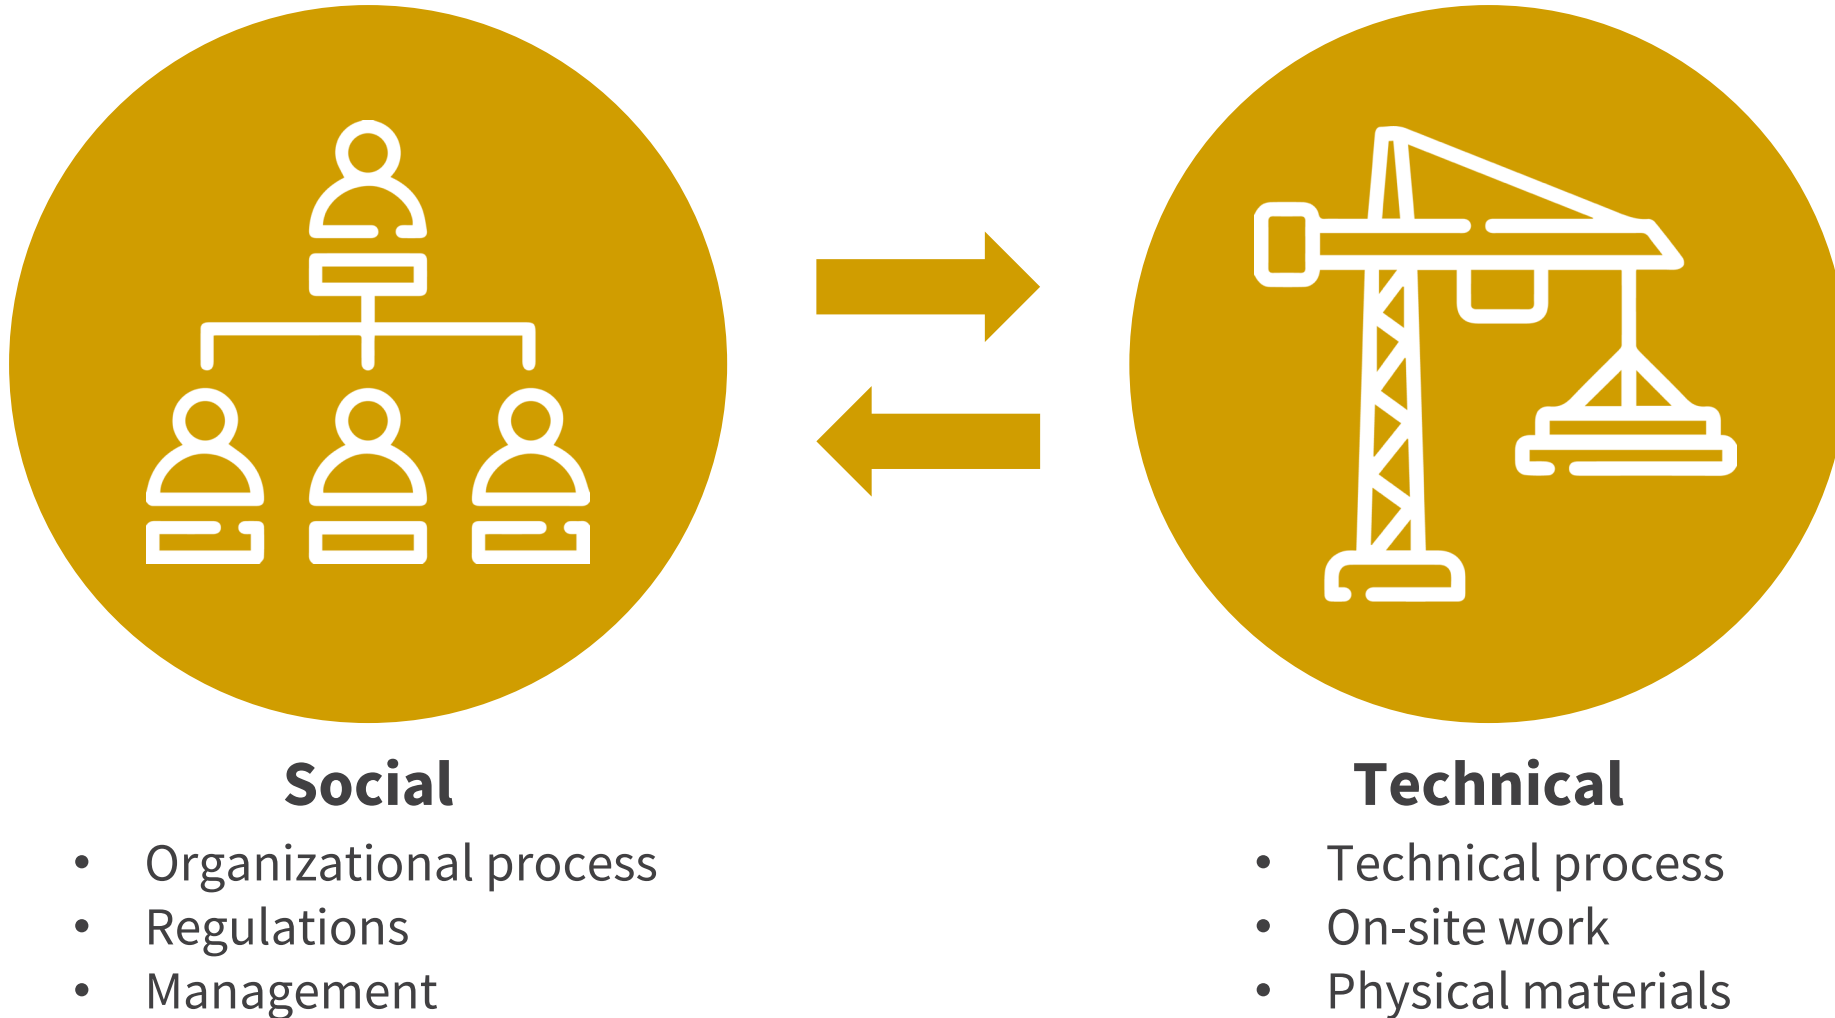 Social
• Organizational process
• Regulations
• Management
Technical
• Technical process
• On-site work
• Physical materials